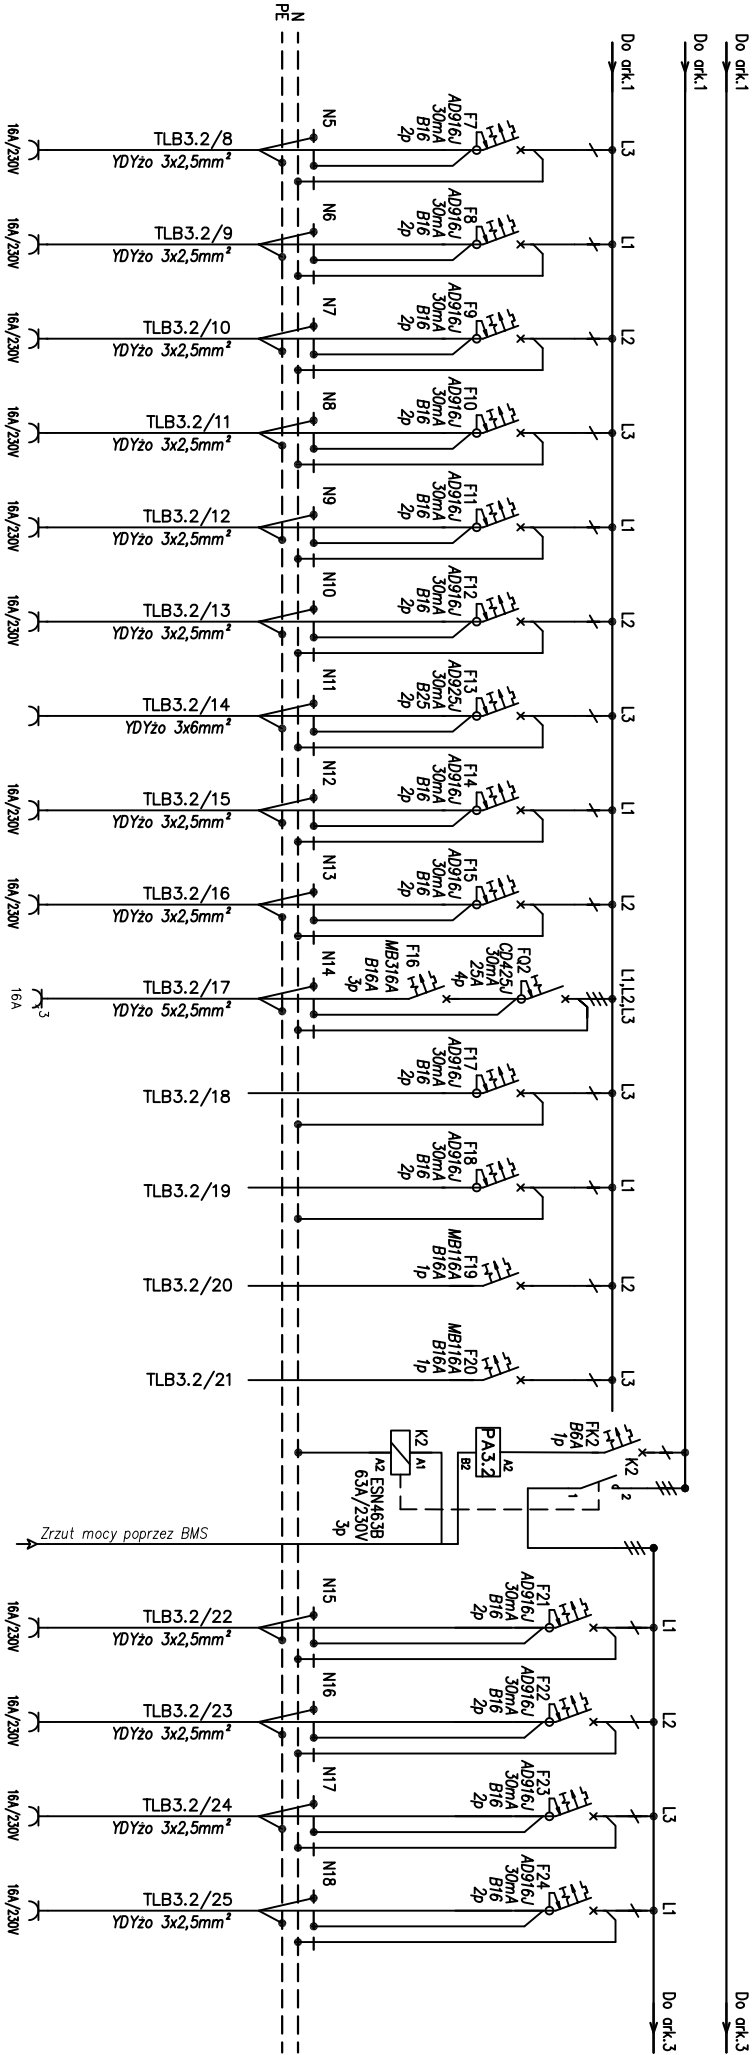 Do ark.1
Do ark.1
Do ark.1
N
PE
L3
F7
AD916J
30mA
B16
2p
N5
TLB3.2/8
YDYżo 3x2,5mm²
16A/230V
L1
F8
AD916J
30mA
B16
2p
N6
TLB3.2/9
YDYżo 3x2,5mm²
16A/230V
L2
F9
AD916J
30mA
B16
2p
N7
TLB3.2/10
YDYżo 3x2,5mm²
16A/230V
L3
F10
AD916J
30mA
B16
2p
N8
TLB3.2/11
YDYżo 3x2,5mm²
16A/230V
L1
F11
AD916J
30mA
B16
2p
N9
TLB3.2/12
YDYżo 3x2,5mm²
16A/230V
L2
F12
AD916J
30mA
B16
2p
N10
TLB3.2/13
YDYżo 3x2,5mm²
16A/230V
L3
F13
AD925J
30mA
B25
2p
N11
TLB3.2/14
YDYżo 3x6mm²
L1
F14
AD916J
30mA
B16
2p
N12
TLB3.2/15
YDYżo 3x2,5mm²
16A/230V
L2
F15
AD916J
30mA
B16
2p
N13
TLB3.2/16
YDYżo 3x2,5mm²
16A/230V
L1,L2,L3
FQ2
CD425J
30mA
25A
4p
F16
MB316A
B16A
3p
N14
TLB3.2/17
YDYżo 5x2,5mm²
3
16A
L3
F17
AD916J
30mA
B16
2p
TLB3.2/18
L1
F18
AD916J
30mA
B16
2p
TLB3.2/19
L2
F19
MB116A
B16A
1p
TLB3.2/20
L3
F20
MB116A
B16A
1p
TLB3.2/21
FK2
B6A
1p
K2
1
2
PA3.2
A2
B2
K2
A1
A2
ESN463B
63A/230V
3p
Zrzut mocy poprzez BMS
L1
F21
AD916J
30mA
B16
2p
N15
TLB3.2/22
YDYżo 3x2,5mm²
16A/230V
L2
F22
AD916J
30mA
B16
2p
N16
TLB3.2/23
YDYżo 3x2,5mm²
16A/230V
L3
F23
AD916J
30mA
B16
2p
N17
TLB3.2/24
YDYżo 3x2,5mm²
16A/230V
L1
F24
AD916J
30mA
B16
2p
N18
TLB3.2/25
YDYżo 3x2,5mm²
16A/230V
Do ark.3
Do ark.3